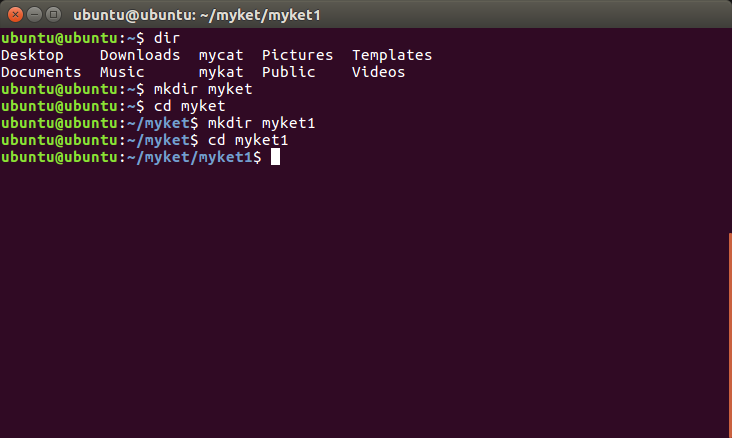 ubuntu@ubuntu: ~/myket/myket1
ubuntu@ubuntu:~$ dir
Desktop    Downloads  mycat  Pictures  Templates
Documents  Music      mykat  Public    Videos
ubuntu@ubuntu:~$ mkdir myket
ubuntu@ubuntu:~$ cd myket
ubuntu@ubuntu:~/myket$ mkdir myket1
ubuntu@ubuntu:~/myket$ cd myket1
ubuntu@ubuntu:~/myket/myket1$